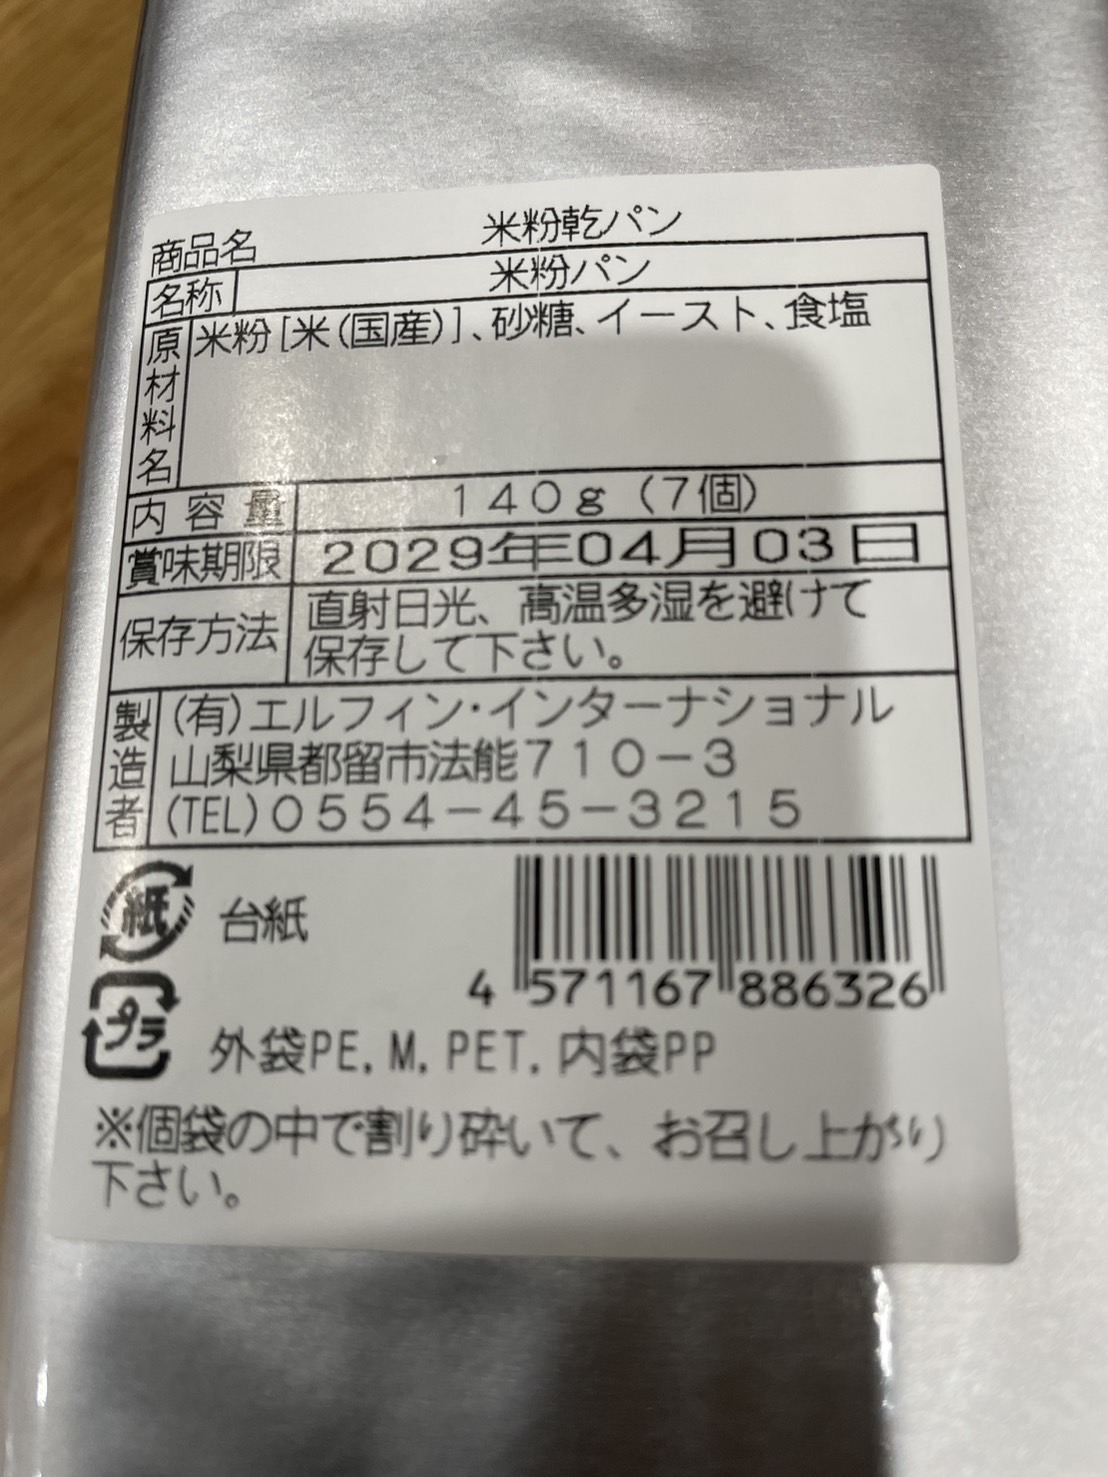 商品名 米粉乾パン
名称 米粉パン
原材料名 米粉[米(国産)]、砂糖、イースト、食塩
内容量 140g(7個)
賞味期限 2029年04月03日
保存方法 直射日光、高温多湿を避けて
保存して下さい。
製造者 (有)エルフィン・インターナショナル
山梨県都留市法能710-3
(TEL)0554-45-3215
紙 台紙
4 571167 886326
プラ 外袋PE, M, PET, 内袋PP
※個袋の中で割り砕いて、お召し上がり
下さい。